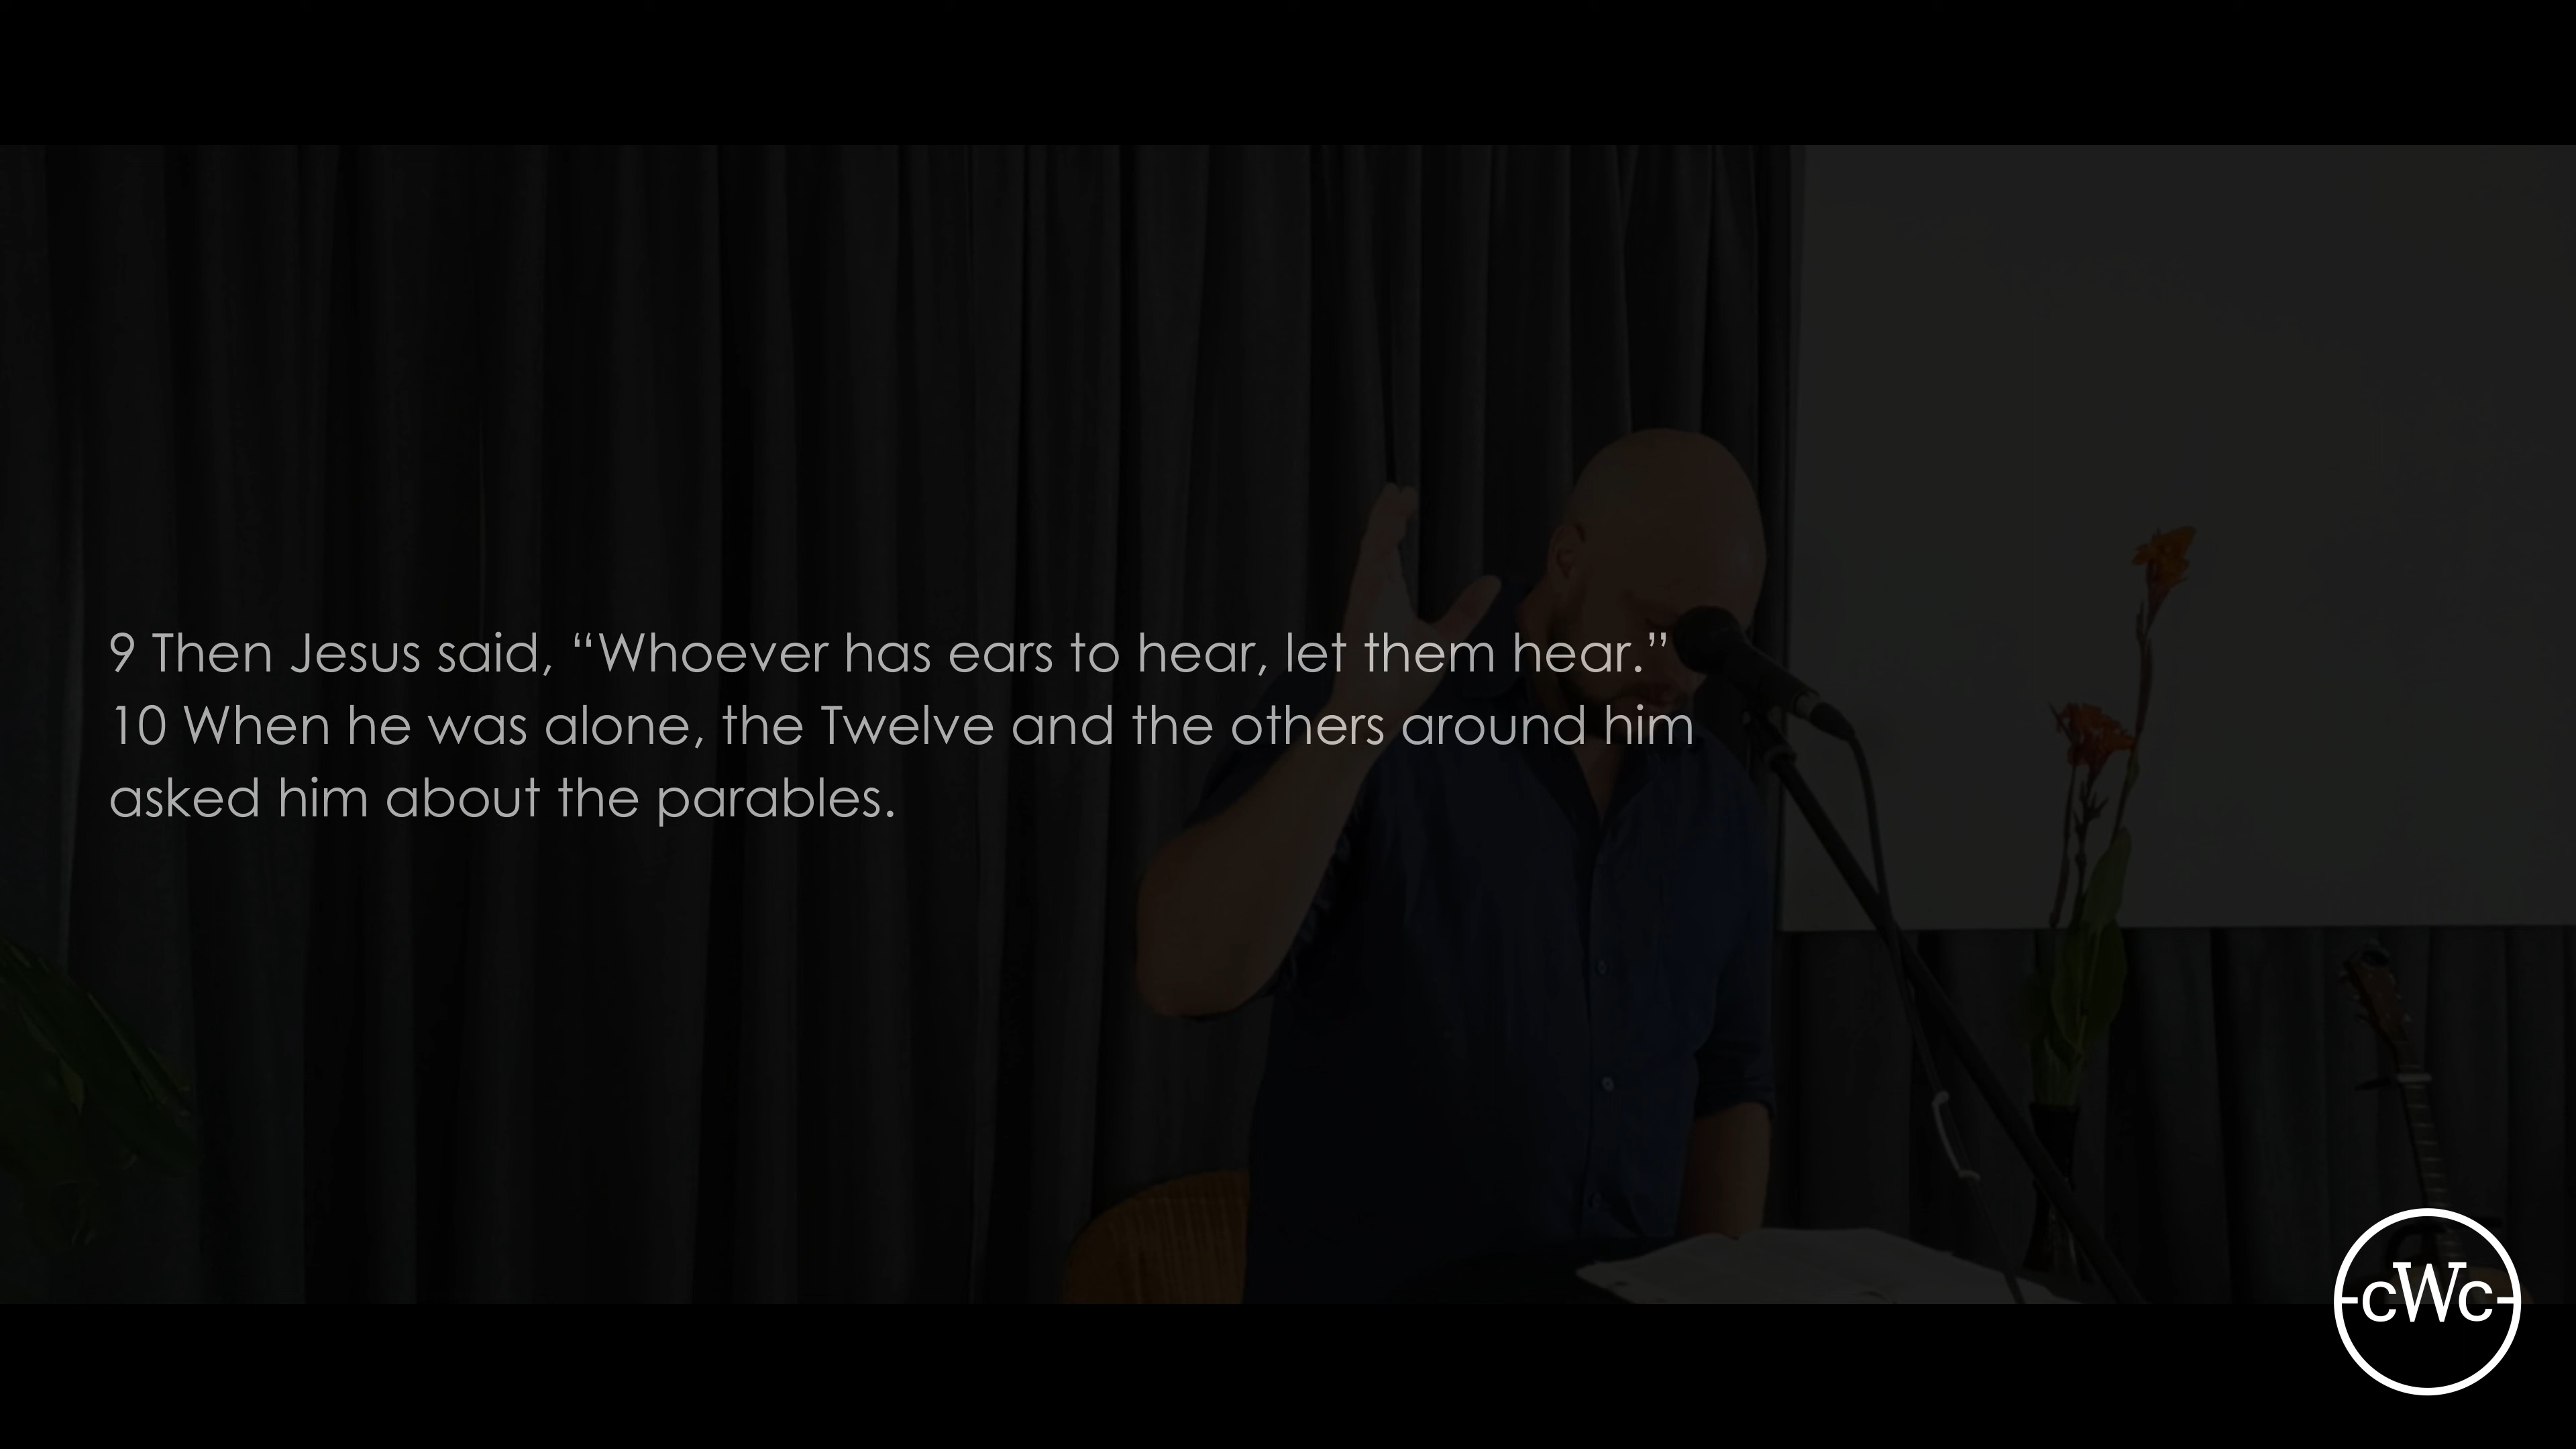 9 Then Jesus said, “Whoever has ears to hear, let them hear.”
10 When he was alone, the Twelve and the others around him
asked him about the parables.
cWc